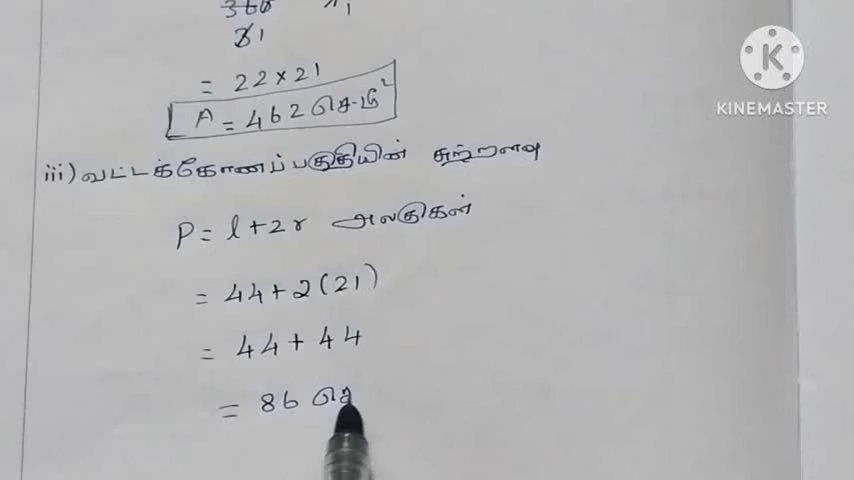 360
= 22 × 21
A = 462 செ.மீ²
iii) வட்டக்கோணப்பகுதியின் சுற்றளவு
P = l + 2r அலகுகள்
= 44 + 2(21)
= 44 + 44
= 86 செ
KINEMASTER